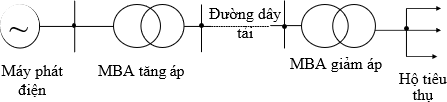 Máy phát
điện
MBA tăng áp
Đường dây
tải
MBA giảm áp
Hộ tiêu
thụ